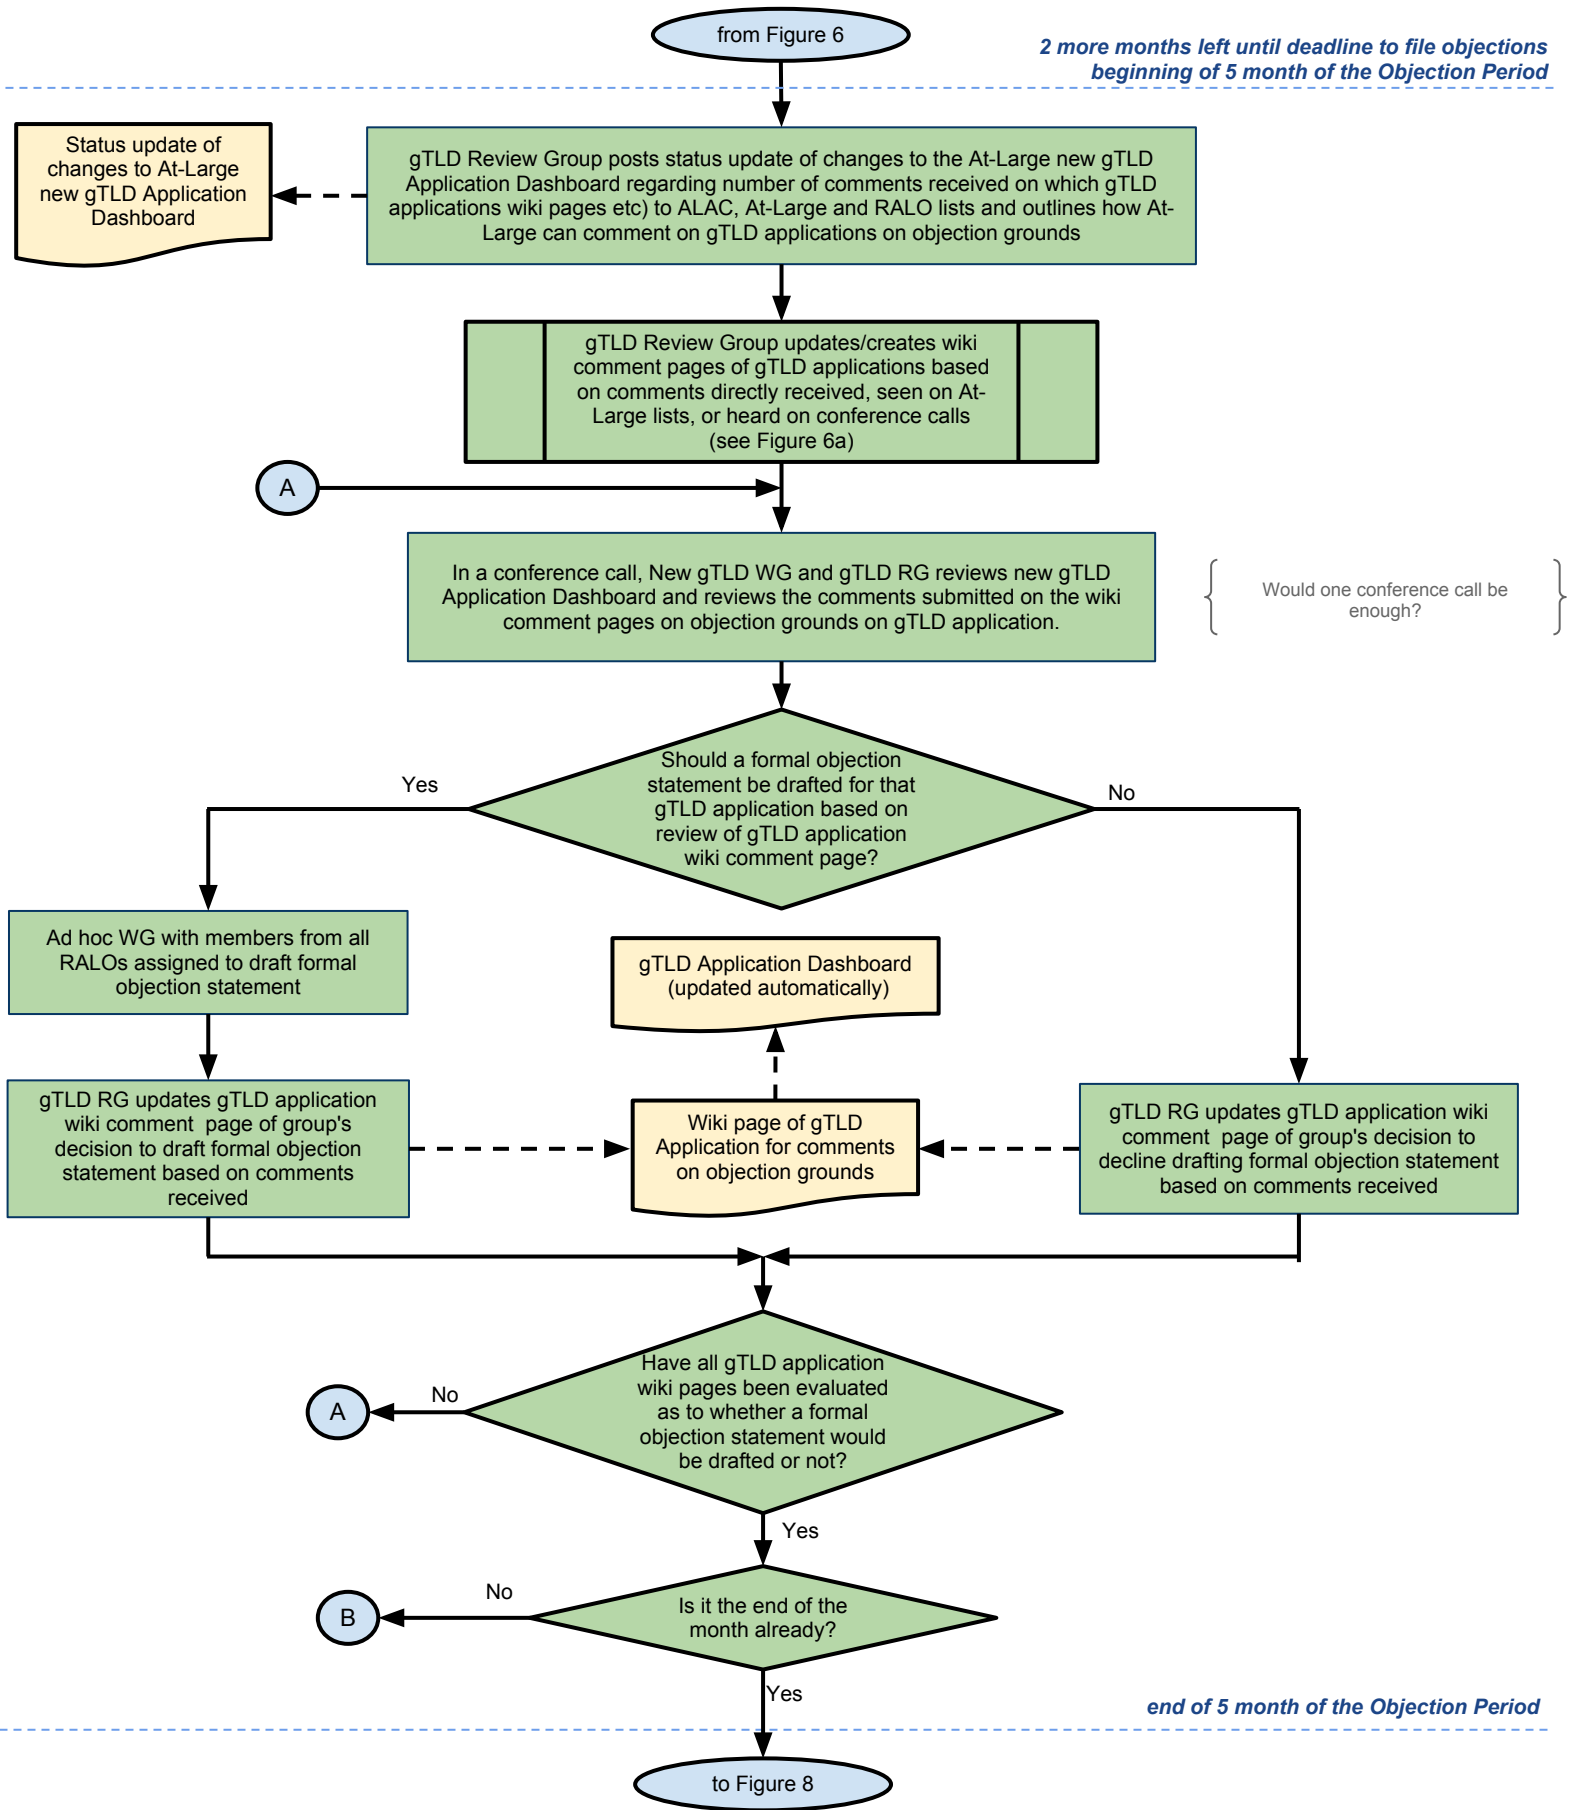 from Figure 6
2 more months left until deadline to file objections
beginning of 5 month of the Objection Period
Status update of
changes to At-Large
new gTLD Application
Dashboard
gTLD Review Group posts status update of changes to the At-Large new gTLD
Application Dashboard regarding number of comments received on which gTLD
applications wiki pages etc) to ALAC, At-Large and RALO lists and outlines how At-
Large can comment on gTLD applications on objection grounds
gTLD Review Group updates/creates wiki
comment pages of gTLD applications based
on comments directly received, seen on At-
Large lists, or heard on conference calls
(see Figure 6a)
A
In a conference call, New gTLD WG and gTLD RG reviews new gTLD
Application Dashboard and reviews the comments submitted on the wiki
comment pages on objection grounds on gTLD application.
Would one conference call be
enough?
Should a formal objection
statement be drafted for that
gTLD application based on
review of gTLD application
wiki comment page?
Yes
No
Ad hoc WG with members from all
RALOs assigned to draft formal
objection statement
gTLD Application Dashboard
(updated automatically)
gTLD RG updates gTLD application
wiki comment  page of group's
decision to draft formal objection
statement based on comments
received
Wiki page of gTLD
Application for comments
on objection grounds
gTLD RG updates gTLD application wiki
comment  page of group's decision to
decline drafting formal objection statement
based on comments received
Have all gTLD application
wiki pages been evaluated
as to whether a formal
objection statement would
be drafted or not?
No
A
Yes
Is it the end of the
month already?
No
B
Yes
end of 5 month of the Objection Period
to Figure 8